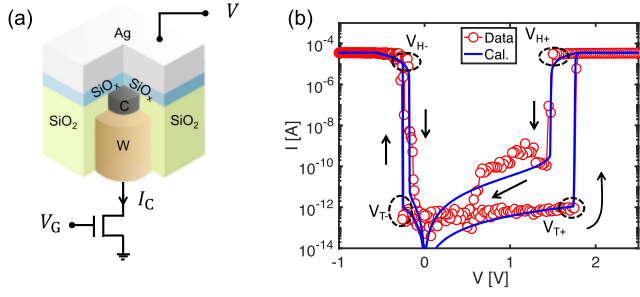 (a)
V
Ag
SiOₓ SiOₓ
C
SiO₂ SiO₂
W
I_C
V_G
(b)
V_H- V_H+
Data
Cal.
10⁻⁴
10⁻⁶
10⁻⁸
10⁻¹⁰
10⁻¹²
10⁻¹⁴
I [A]
V_T- V_T+
-1 0 1 2
V [V]